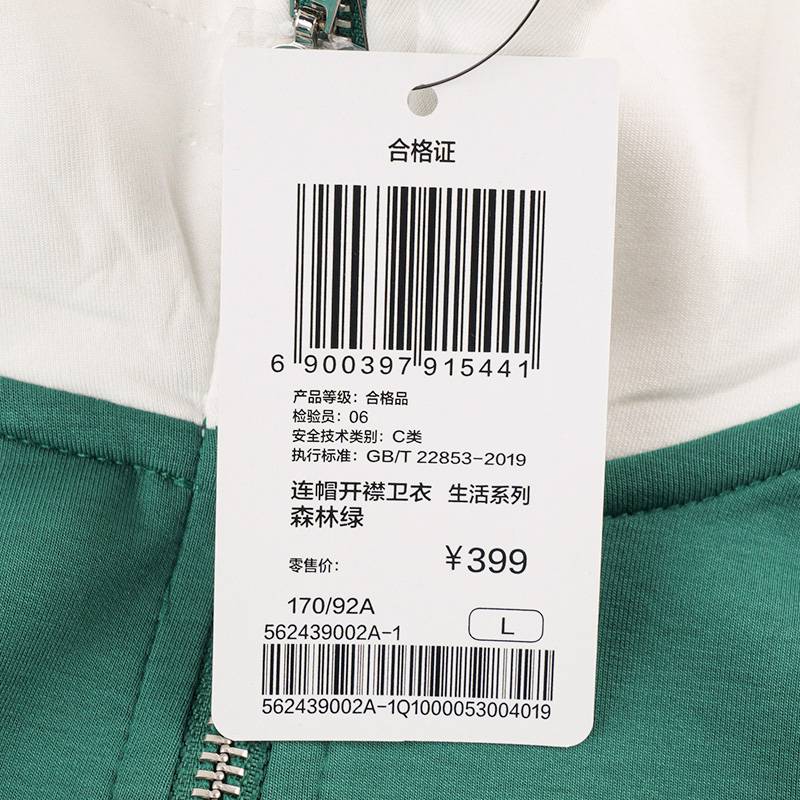 合格证
6 900397 915441
产品等级：合格品
检验员：06
安全技术类别：C类
执行标准：GB/T 22853-2019
连帽开襟卫衣 生活系列
森林绿
零售价： ¥399
170/92A
562439002A-1 L
562439002A-1Q1000053004019